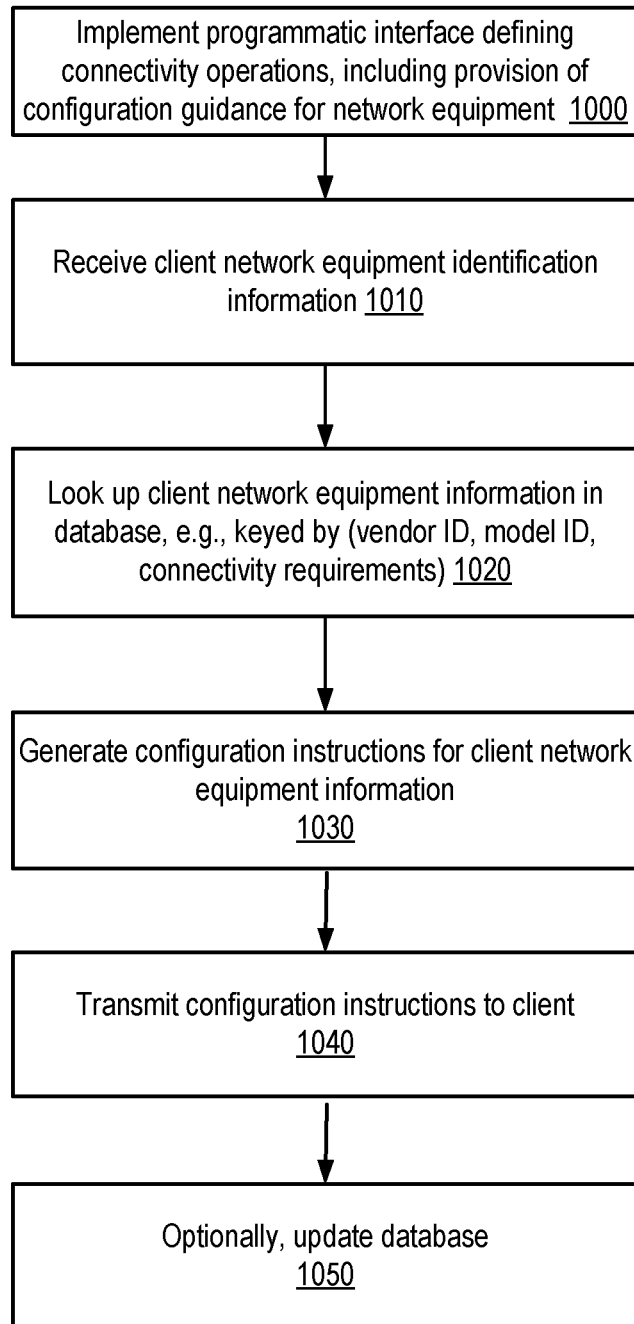 Implement programmatic interface defining
connectivity operations, including provision of
configuration guidance for network equipment 1000
Receive client network equipment identification
information 1010
Look up client network equipment information in
database, e.g., keyed by (vendor ID, model ID,
connectivity requirements) 1020
Generate configuration instructions for client network
equipment information
1030
Transmit configuration instructions to client
1040
Optionally, update database
1050